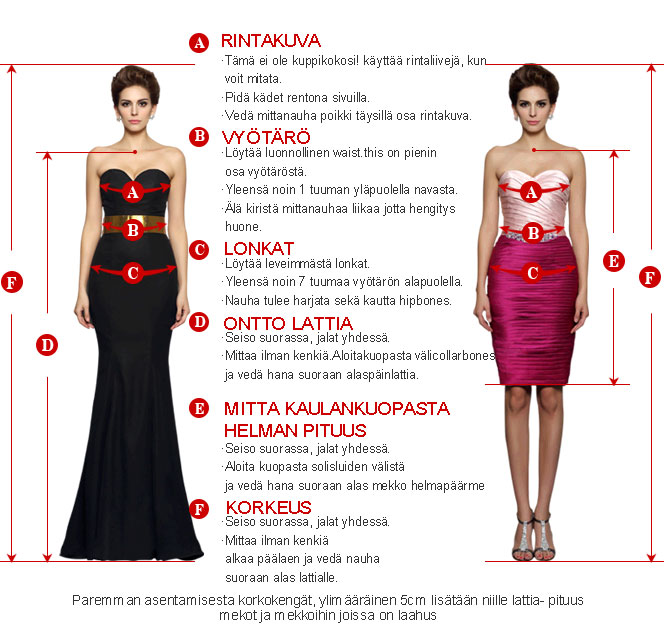 A RINTAKUVA
·Tämä ei ole kuppikokosi! käyttää rintaliivejä, kun
voit mitata.
·Pidä kädet rentona sivuilla.
·Vedä mittanauha poikki täysillä osa rintakuva.
B VYÖTÄRÖ
·Löytää luonnollinen waist.this on pienin
osa vyötäröstä.
·Yleensä noin 1 tuuman yläpuolella navasta.
·Älä kiristä mittanauhaa liikaa jotta hengitys
huone.
C LONKAT
·Löytää leveimmästä lonkat.
·Yleensä noin 7 tuumaa vyötärön alapuolella.
·Nauha tulee harjata sekä kautta hipbones.
D ONTTO LATTIA
·Seiso suorassa, jalat yhdessä.
·Mittaa ilman kenkiä.Aloitakuopasta välicollarbones
ja vedä hana suoraan alaspäinlattia.
E MITTA KAULANKUOPASTA
HELMAN PITUUS
·Seiso suorassa, jalat yhdessä.
·Aloita kuopasta solisluiden välistä
ja vedä hana suoraan alas mekko helmapäärme
F KORKEUS
·Seiso suorassa, jalat yhdessä.
·Mittaa ilman kenkiä
alkaa päälaen ja vedä nauha
suoraan alas lattialle.
A
B
C
D
F
A
B
C
E
F
Paremman asentamisesta korkokengät, ylimääräinen 5cm lisätään niille lattia- pituus
mekot ja mekkoihin joissa on laahus